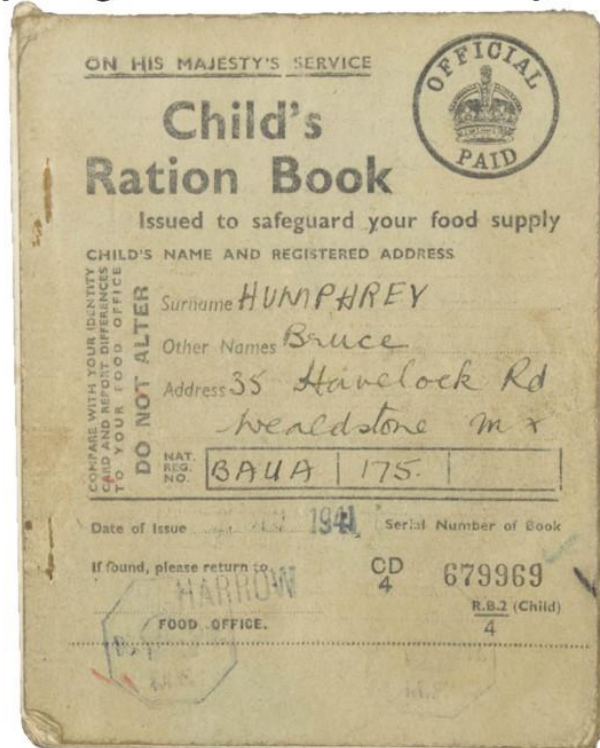 ON HIS MAJESTY'S SERVICE
OFFICIAL
PAID
Child's
Ration Book
Issued to safeguard your food supply
CHILD'S NAME AND REGISTERED ADDRESS
COMPARE WITH YOUR IDENTITY
CARD AND REPORT DIFFERENCES
TO YOUR FOOD OFFICE
DO NOT ALTER
Surname HUMPHREY
Other Names Bruce
Address 35 Havelock Rd
Wealdstone Mx
NAT.
REG.
NO.
BAUA 175.
Date of Issue 1941 Serial Number of Book
If found, please return to
HARROW
FOOD OFFICE.
CD
4
679969
R.B.2 (Child)
4